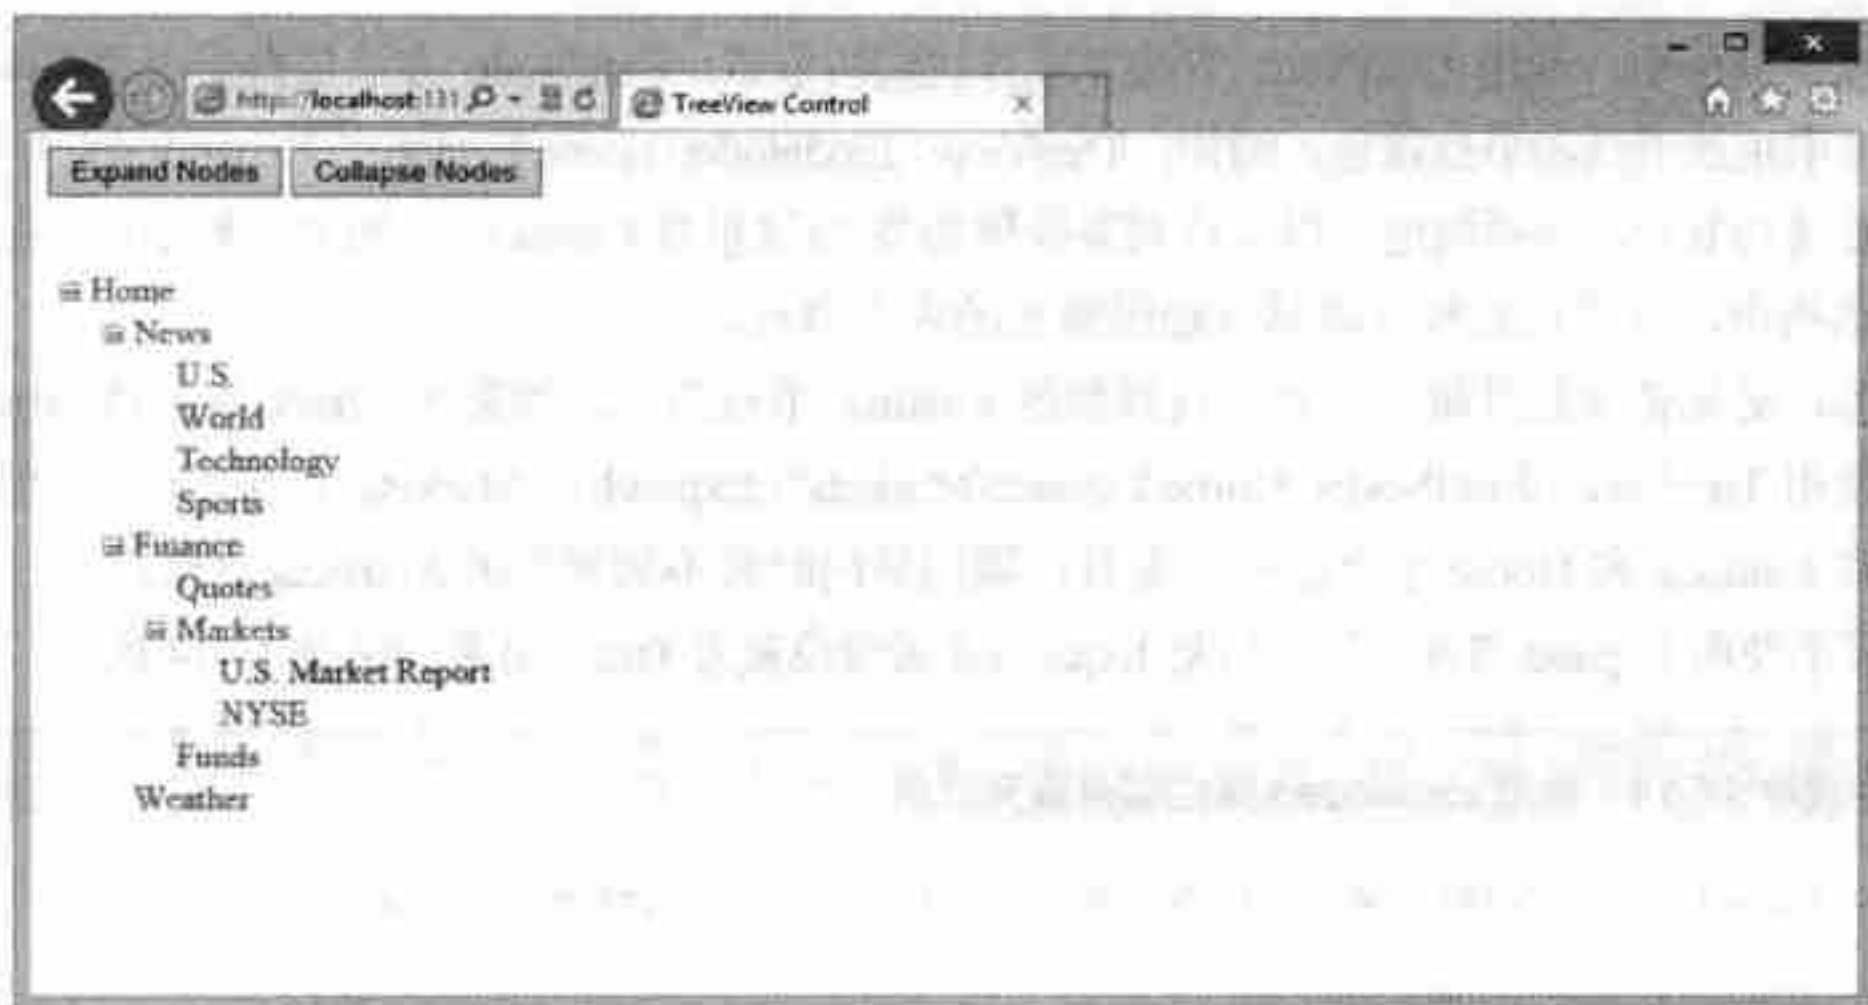 http://localhost:131
TreeView Control
Expand Nodes Collapse Nodes
Home
News
U.S.
World
Technology
Sports
Finance
Quotes
Markets
U.S. Market Report
NYSE
Funds
Weather